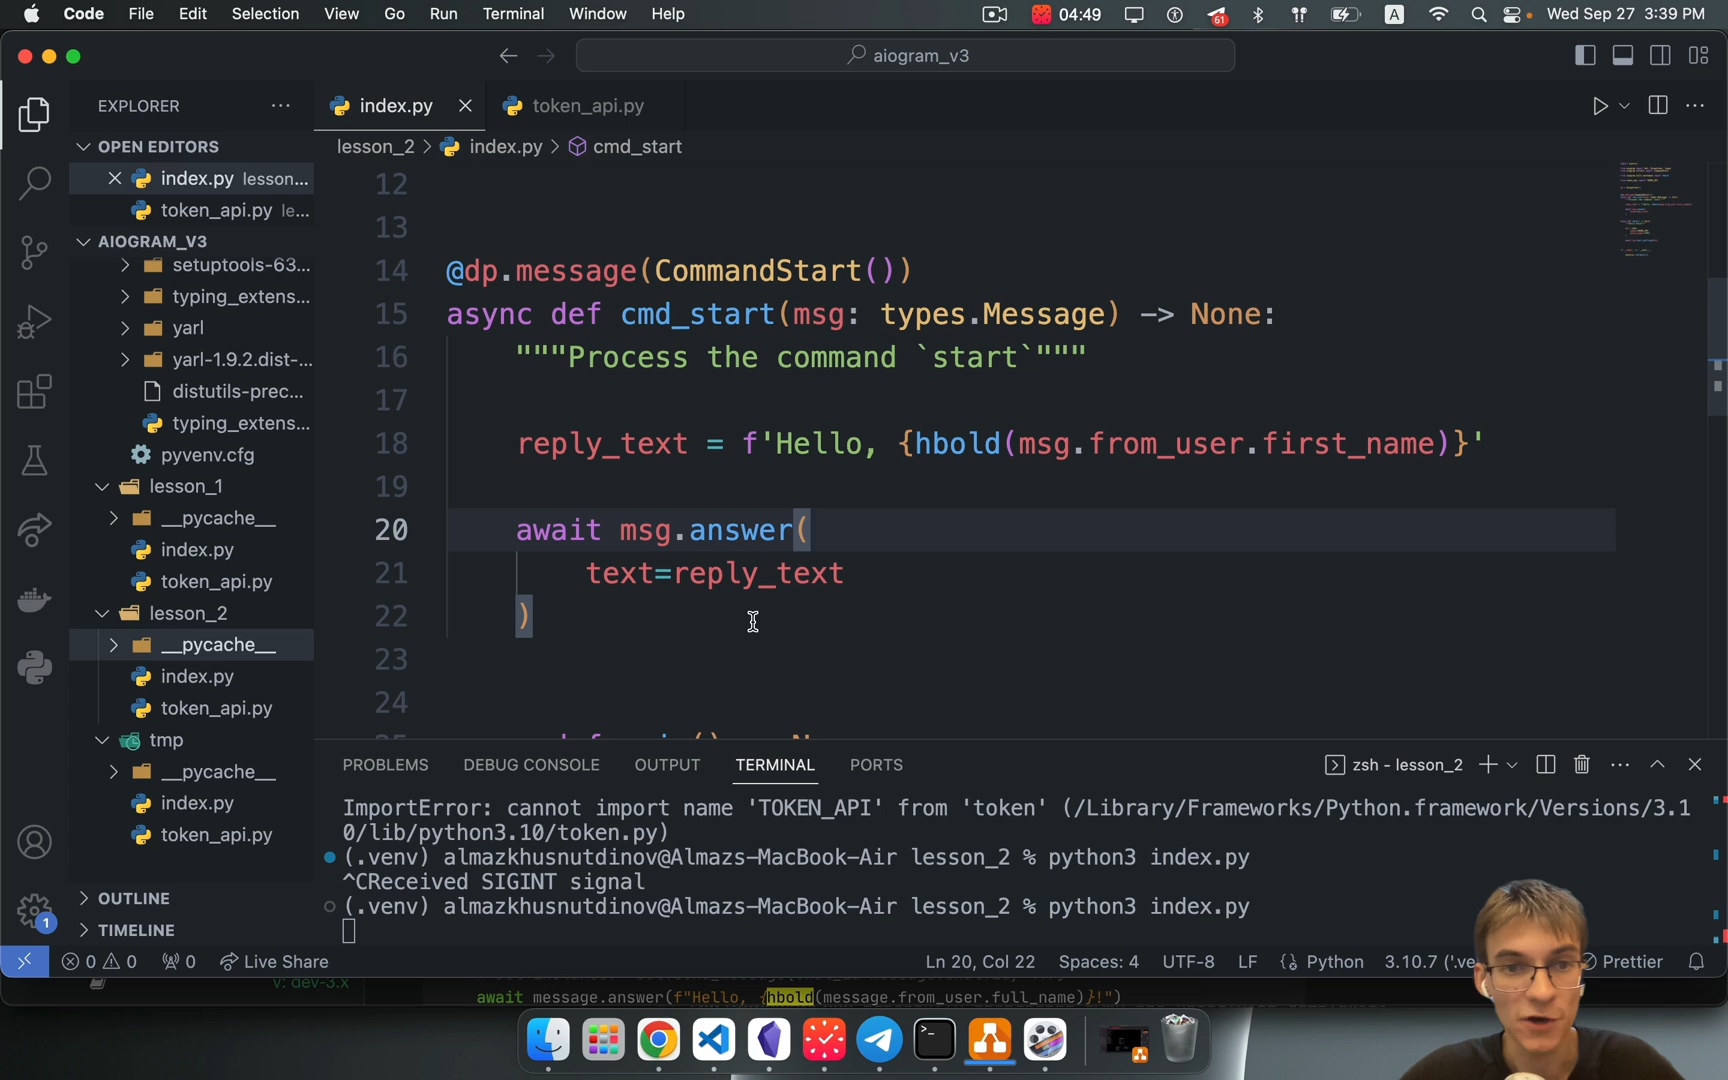 Code File Edit Selection View Go Run Terminal Window Help 04:49 61 A Wed Sep 27 3:39 PM
aiogram_v3
EXPLORER
index.py
token_api.py
OPEN EDITORS
index.py lesson...
token_api.py le...
AIOGRAM_V3
setuptools-63...
typing_extens...
yarl
yarl-1.9.2.dist-...
distutils-prec...
typing_extens...
pyvenv.cfg
lesson_1
__pycache__
index.py
token_api.py
lesson_2
__pycache__
index.py
token_api.py
tmp
__pycache__
index.py
token_api.py
OUTLINE
TIMELINE
lesson_2 > index.py > cmd_start
12
13
14 @dp.message(CommandStart())
15 async def cmd_start(msg: types.Message) -> None:
16 """Process the command `start`"""
17
18 reply_text = f'Hello, {hbold(msg.from_user.first_name)}'
19
20 await msg.answer(
21 text=reply_text
22 )
23
24
PROBLEMS DEBUG CONSOLE OUTPUT TERMINAL PORTS zsh - lesson_2
ImportError: cannot import name 'TOKEN_API' from 'token' (/Library/Frameworks/Python.framework/Versions/3.1
0/lib/python3.10/token.py)
(.venv) almazkhusnutdinov@Almazs-MacBook-Air lesson_2 % python3 index.py
^CReceived SIGINT signal
(.venv) almazkhusnutdinov@Almazs-MacBook-Air lesson_2 % python3 index.py
1
0 0 0 Live Share Ln 20, Col 22 Spaces: 4 UTF-8 LF Python 3.10.7 ('.ve Prettier
v: dev-3.x
await message.answer(f"Hello, {hbold(message.from_user.full_name)}!")